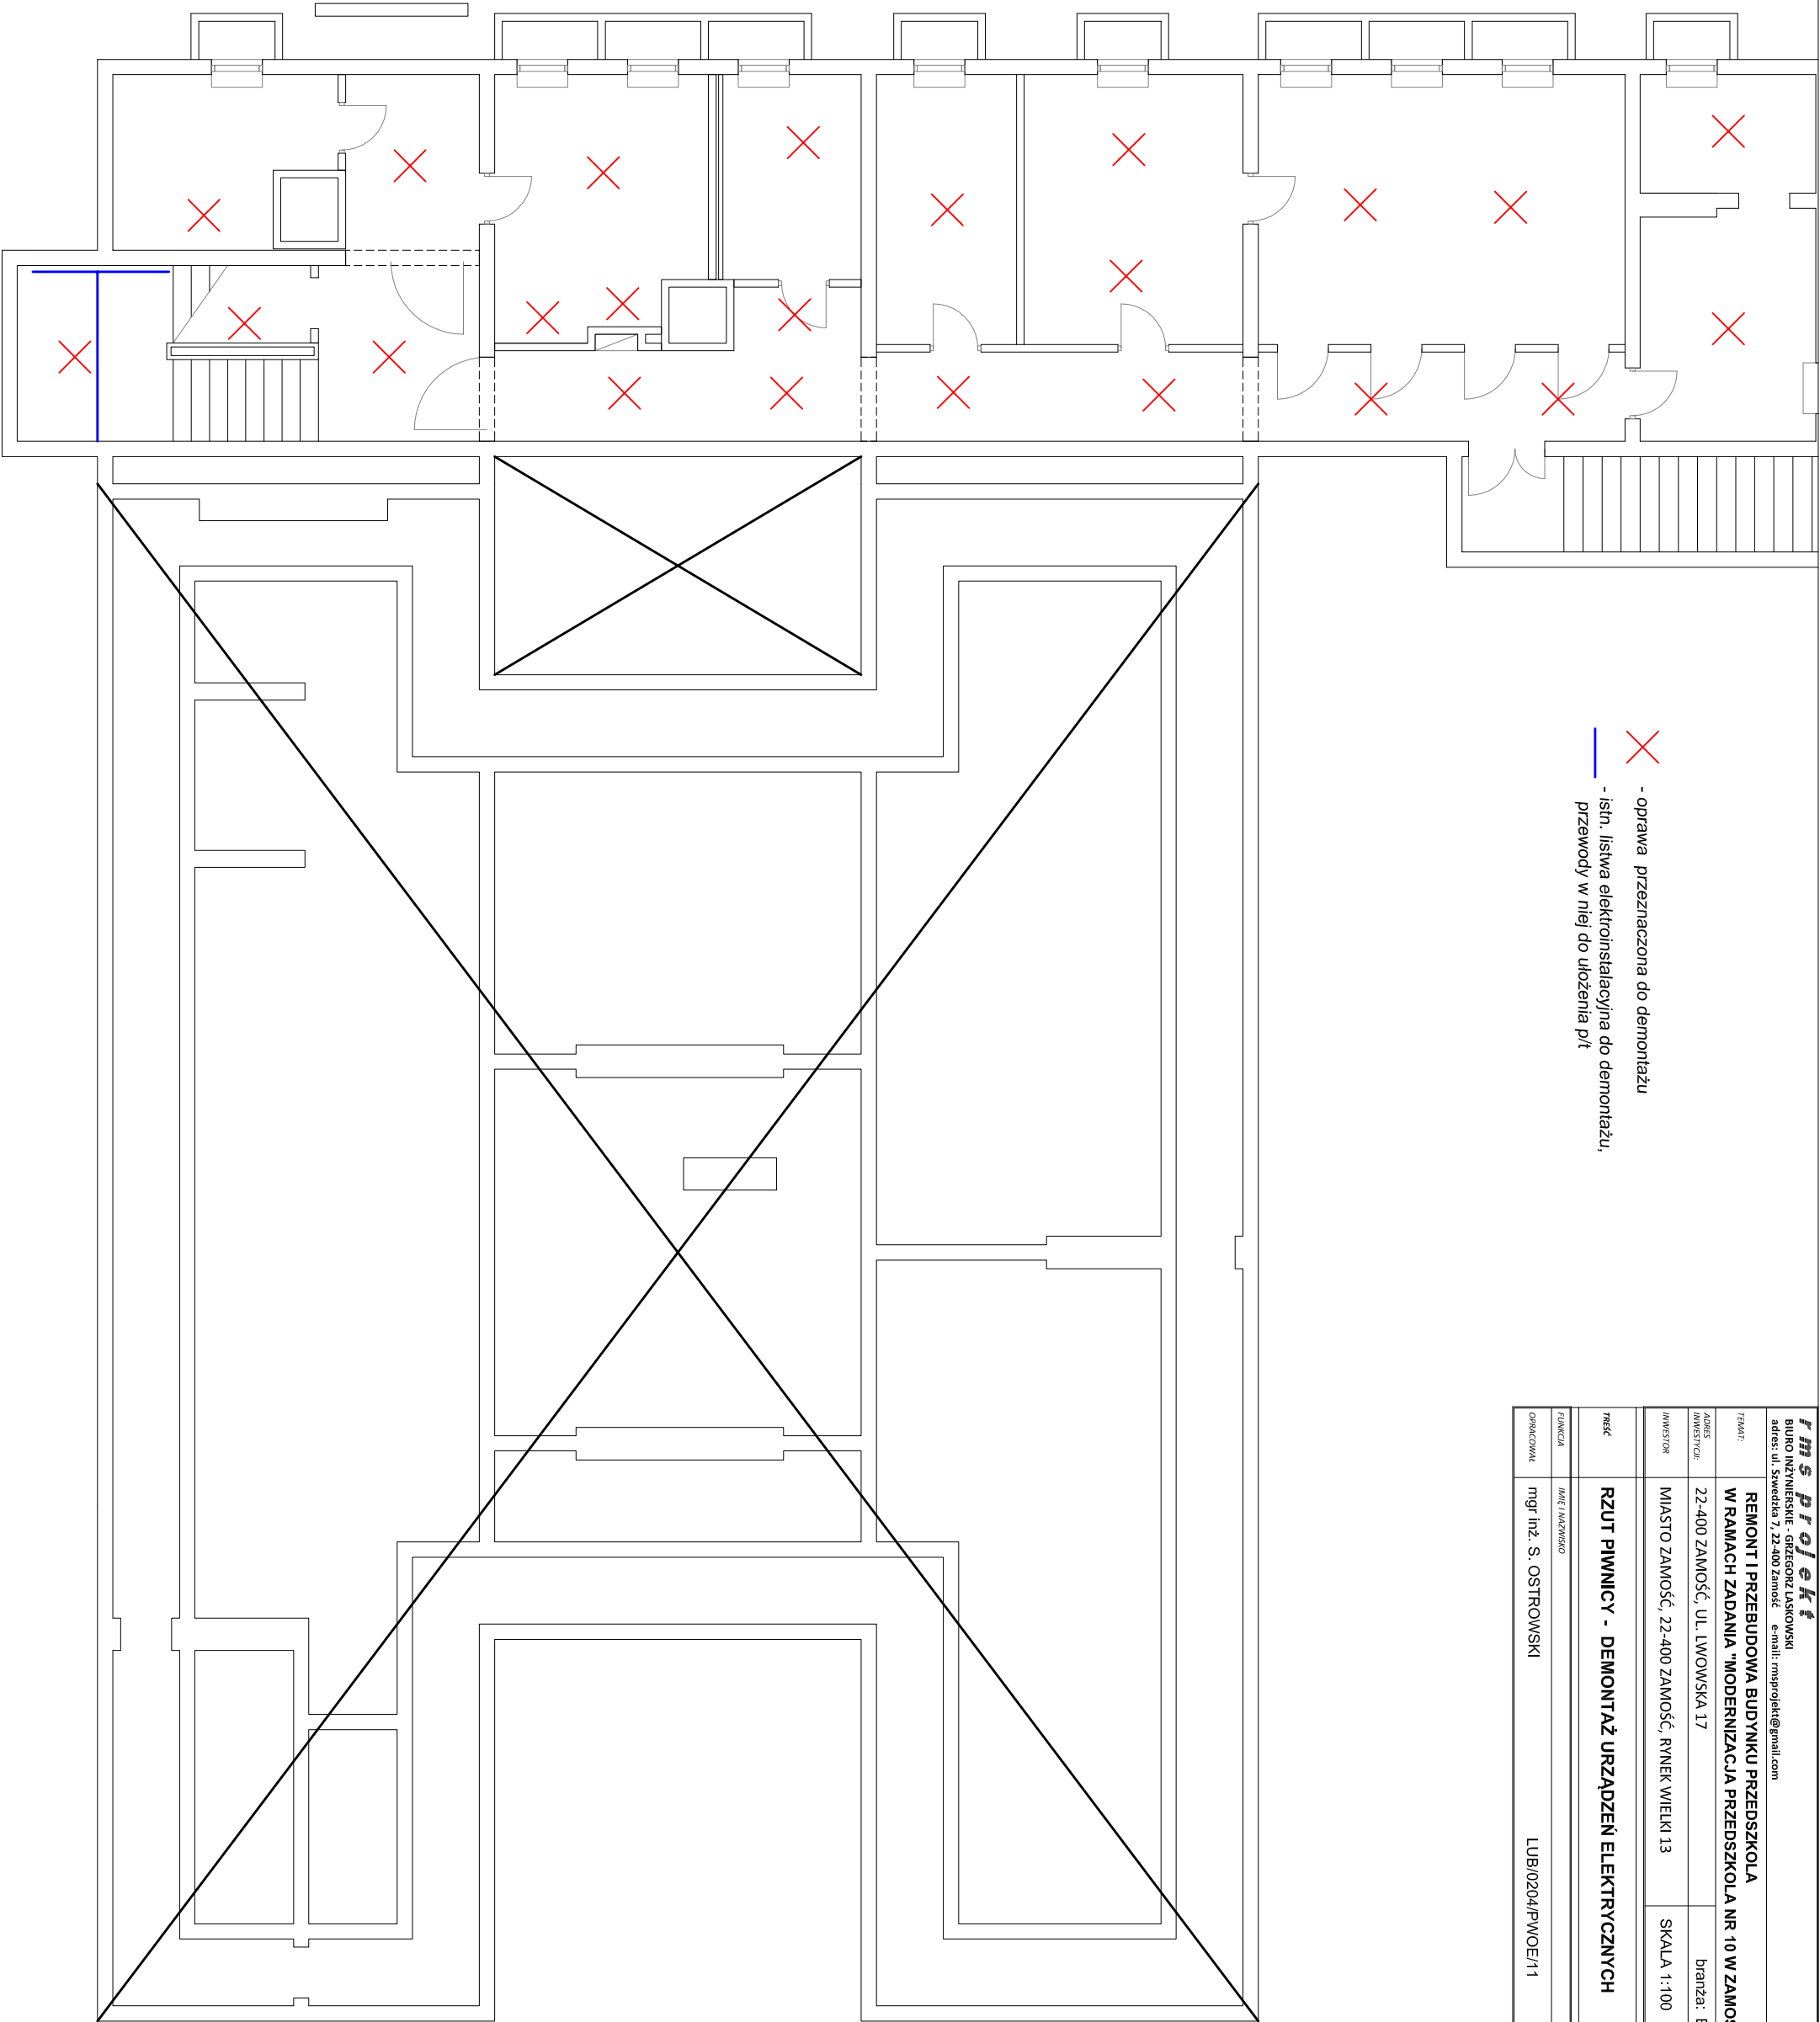 - oprawa przeznaczona do demontażu
- istn. listwa elektroinstalacyjna do demontażu,
przewody w niej do ułożenia p/t
rms projekt
BIURO INŻYNIERSKIE - GRZEGORZ LASKOWSKI
adres: ul. Szwedzka 7, 22-400 Zamość e-mail: rmsprojekt@gmail.com
TEMAT:
REMONT I PRZEBUDOWA BUDYNKU PRZEDSZKOLA
W RAMACH ZADANIA "MODERNIZACJA PRZEDSZKOLA NR 10 W ZAMOŚ
ADRES
INWESTYCJI:
22-400 ZAMOŚĆ, UL. LWOWSKA 17
branża: E
INWESTOR
MIASTO ZAMOŚĆ, 22-400 ZAMOŚĆ, RYNEK WIELKI 13
SKALA 1:100
TREŚĆ
RZUT PIWNICY - DEMONTAŻ URZĄDZEŃ ELEKTRYCZNYCH
FUNKCJA
IMIĘ I NAZWISKO
OPRACOWAŁ
mgr inż. S. OSTROWSKI
LUB/0204/PWOE/11